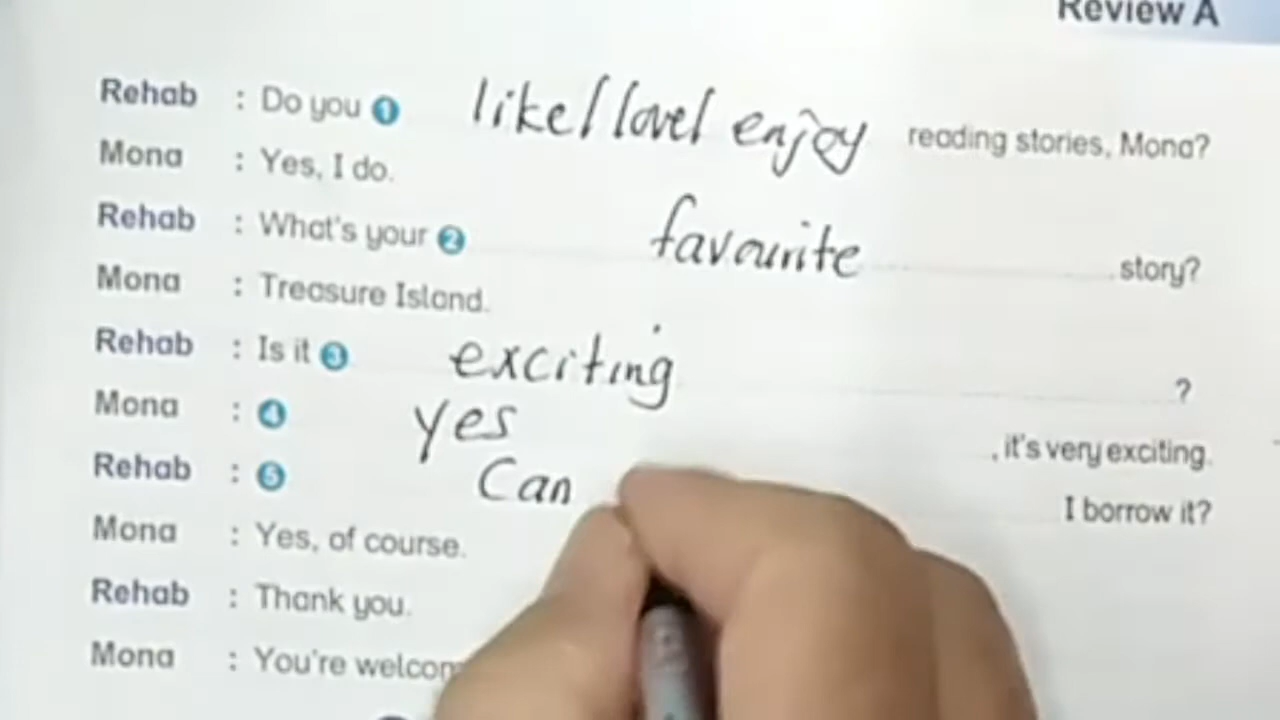 Review A
Rehab : Do you 1 like/love/ enjoy reading stories, Mona?
Mona : Yes, I do.
Rehab : What's your 2 favourite story?
Mona : Treasure Island.
Rehab : Is it 3 exciting ?
Mona : 4 yes , it's very exciting.
Rehab : 5 Can I borrow it?
Mona : Yes, of course.
Rehab : Thank you.
Mona : You're welcom